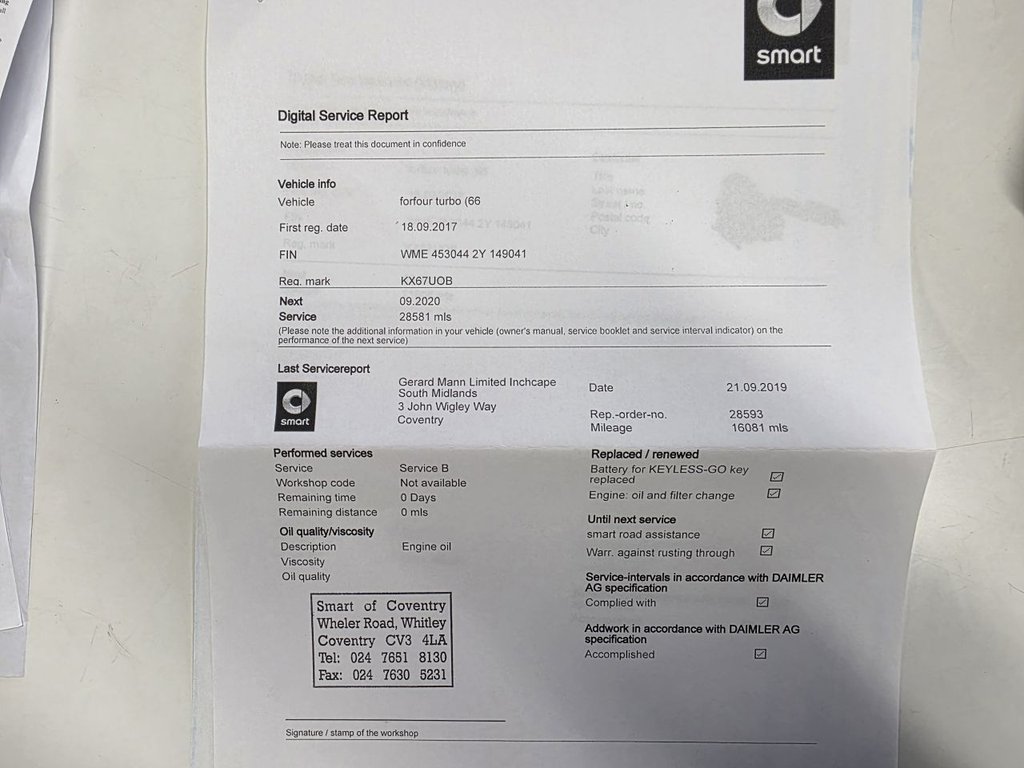 smart
Digital Service Report
Note: Please treat this document in confidence
Vehicle info
Vehicle forfour turbo (66
First reg. date 18.09.2017
FIN WME 453044 2Y 149041
Reg. mark KX67UOB
Next 09.2020
Service 28581 mls
(Please note the additional information in your vehicle (owner's manual, service booklet and service interval indicator) on the
performance of the next service)
Last Servicereport
smart
Gerard Mann Limited Inchcape
South Midlands
3 John Wigley Way
Coventry
Date 21.09.2019
Rep.-order-no. 28593
Mileage 16081 mls
Performed services
Service Service B
Workshop code Not available
Remaining time 0 Days
Remaining distance 0 mls
Oil quality/viscosity
Description Engine oil
Viscosity
Oil quality
Replaced / renewed
Battery for KEYLESS-GO key
replaced
Engine: oil and filter change
Until next service
smart road assistance
Warr. against rusting through
Service-intervals in accordance with DAIMLER
AG specification
Complied with
Addwork in accordance with DAIMLER AG
specification
Accomplished
Smart of Coventry
Wheler Road, Whitley
Coventry CV3 4LA
Tel: 024 7651 8130
Fax: 024 7630 5231
Signature / stamp of the workshop